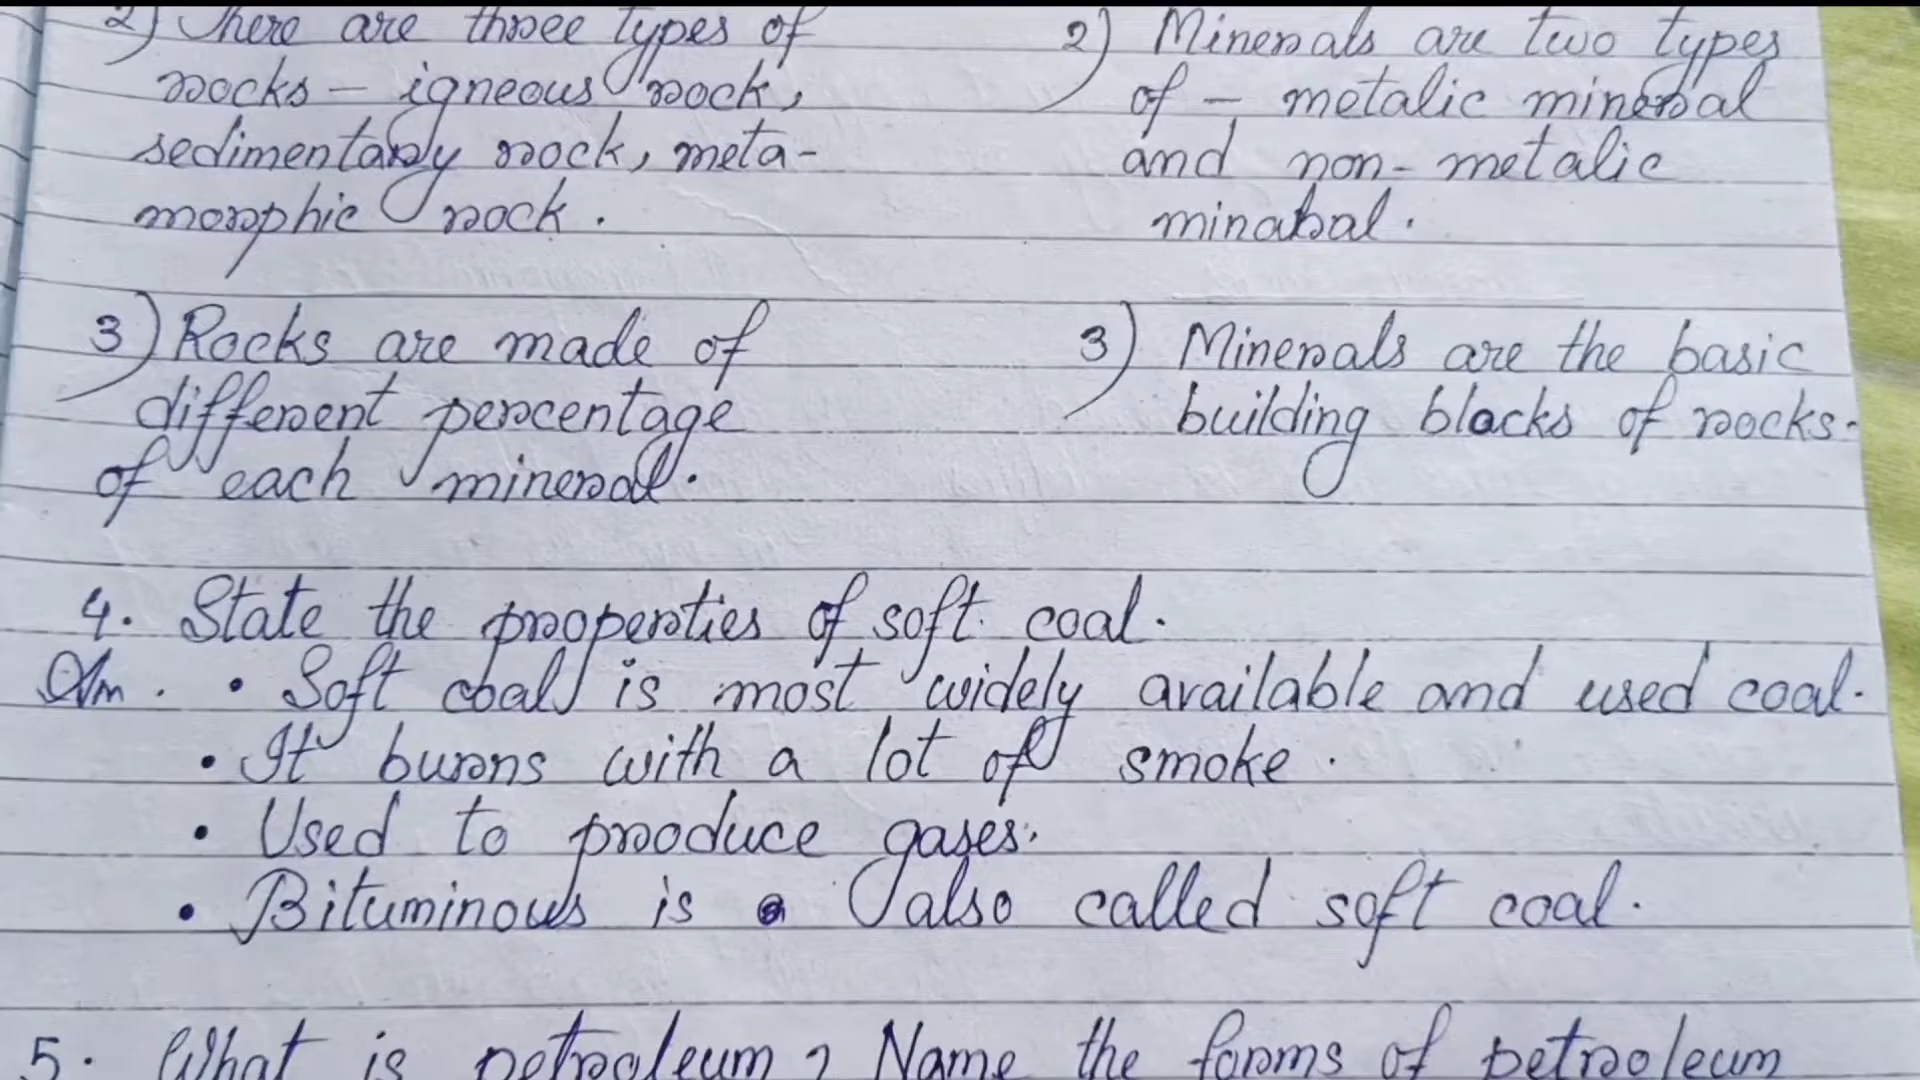 2) There are three types of
rocks - igneous rock,
sedimentary rock, meta-
morphic rock.
3) Rocks are made of
different percentage
of each mineral.
2) Minerals are two types
of - metalic mineral
and non-metalic
minaral.
3) Minerals are the basic
building blocks of rocks.
4. State the properties of soft coal.
Ans. • Soft coal is most widely available and used coal.
• It burns with a lot of smoke.
• Used to produce gases.
• Bituminous is also called soft coal.
5. What is petroleum? Name the forms of petroleum